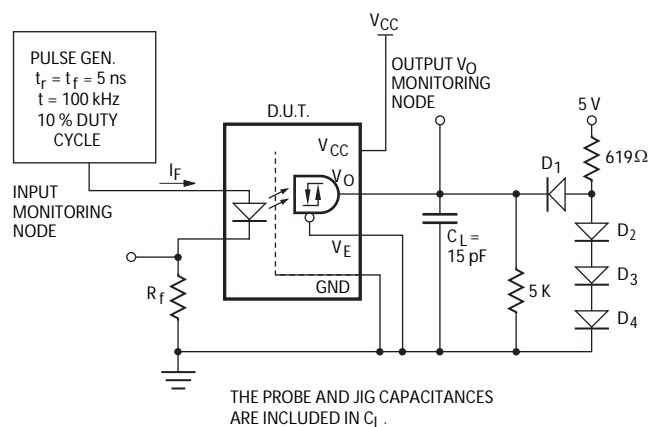 V_CC
PULSE GEN.
t_r = t_f = 5 ns
t = 100 kHz
10 % DUTY
CYCLE
OUTPUT V_O
MONITORING
NODE
D.U.T.
5 V
619Ω
V_CC
D_1
I_F
V_O
INPUT
MONITORING
NODE
D_2
C_L =
15 pF
V_E
D_3
GND
5 K
R_f
D_4
THE PROBE AND JIG CAPACITANCES
ARE INCLUDED IN C_L.